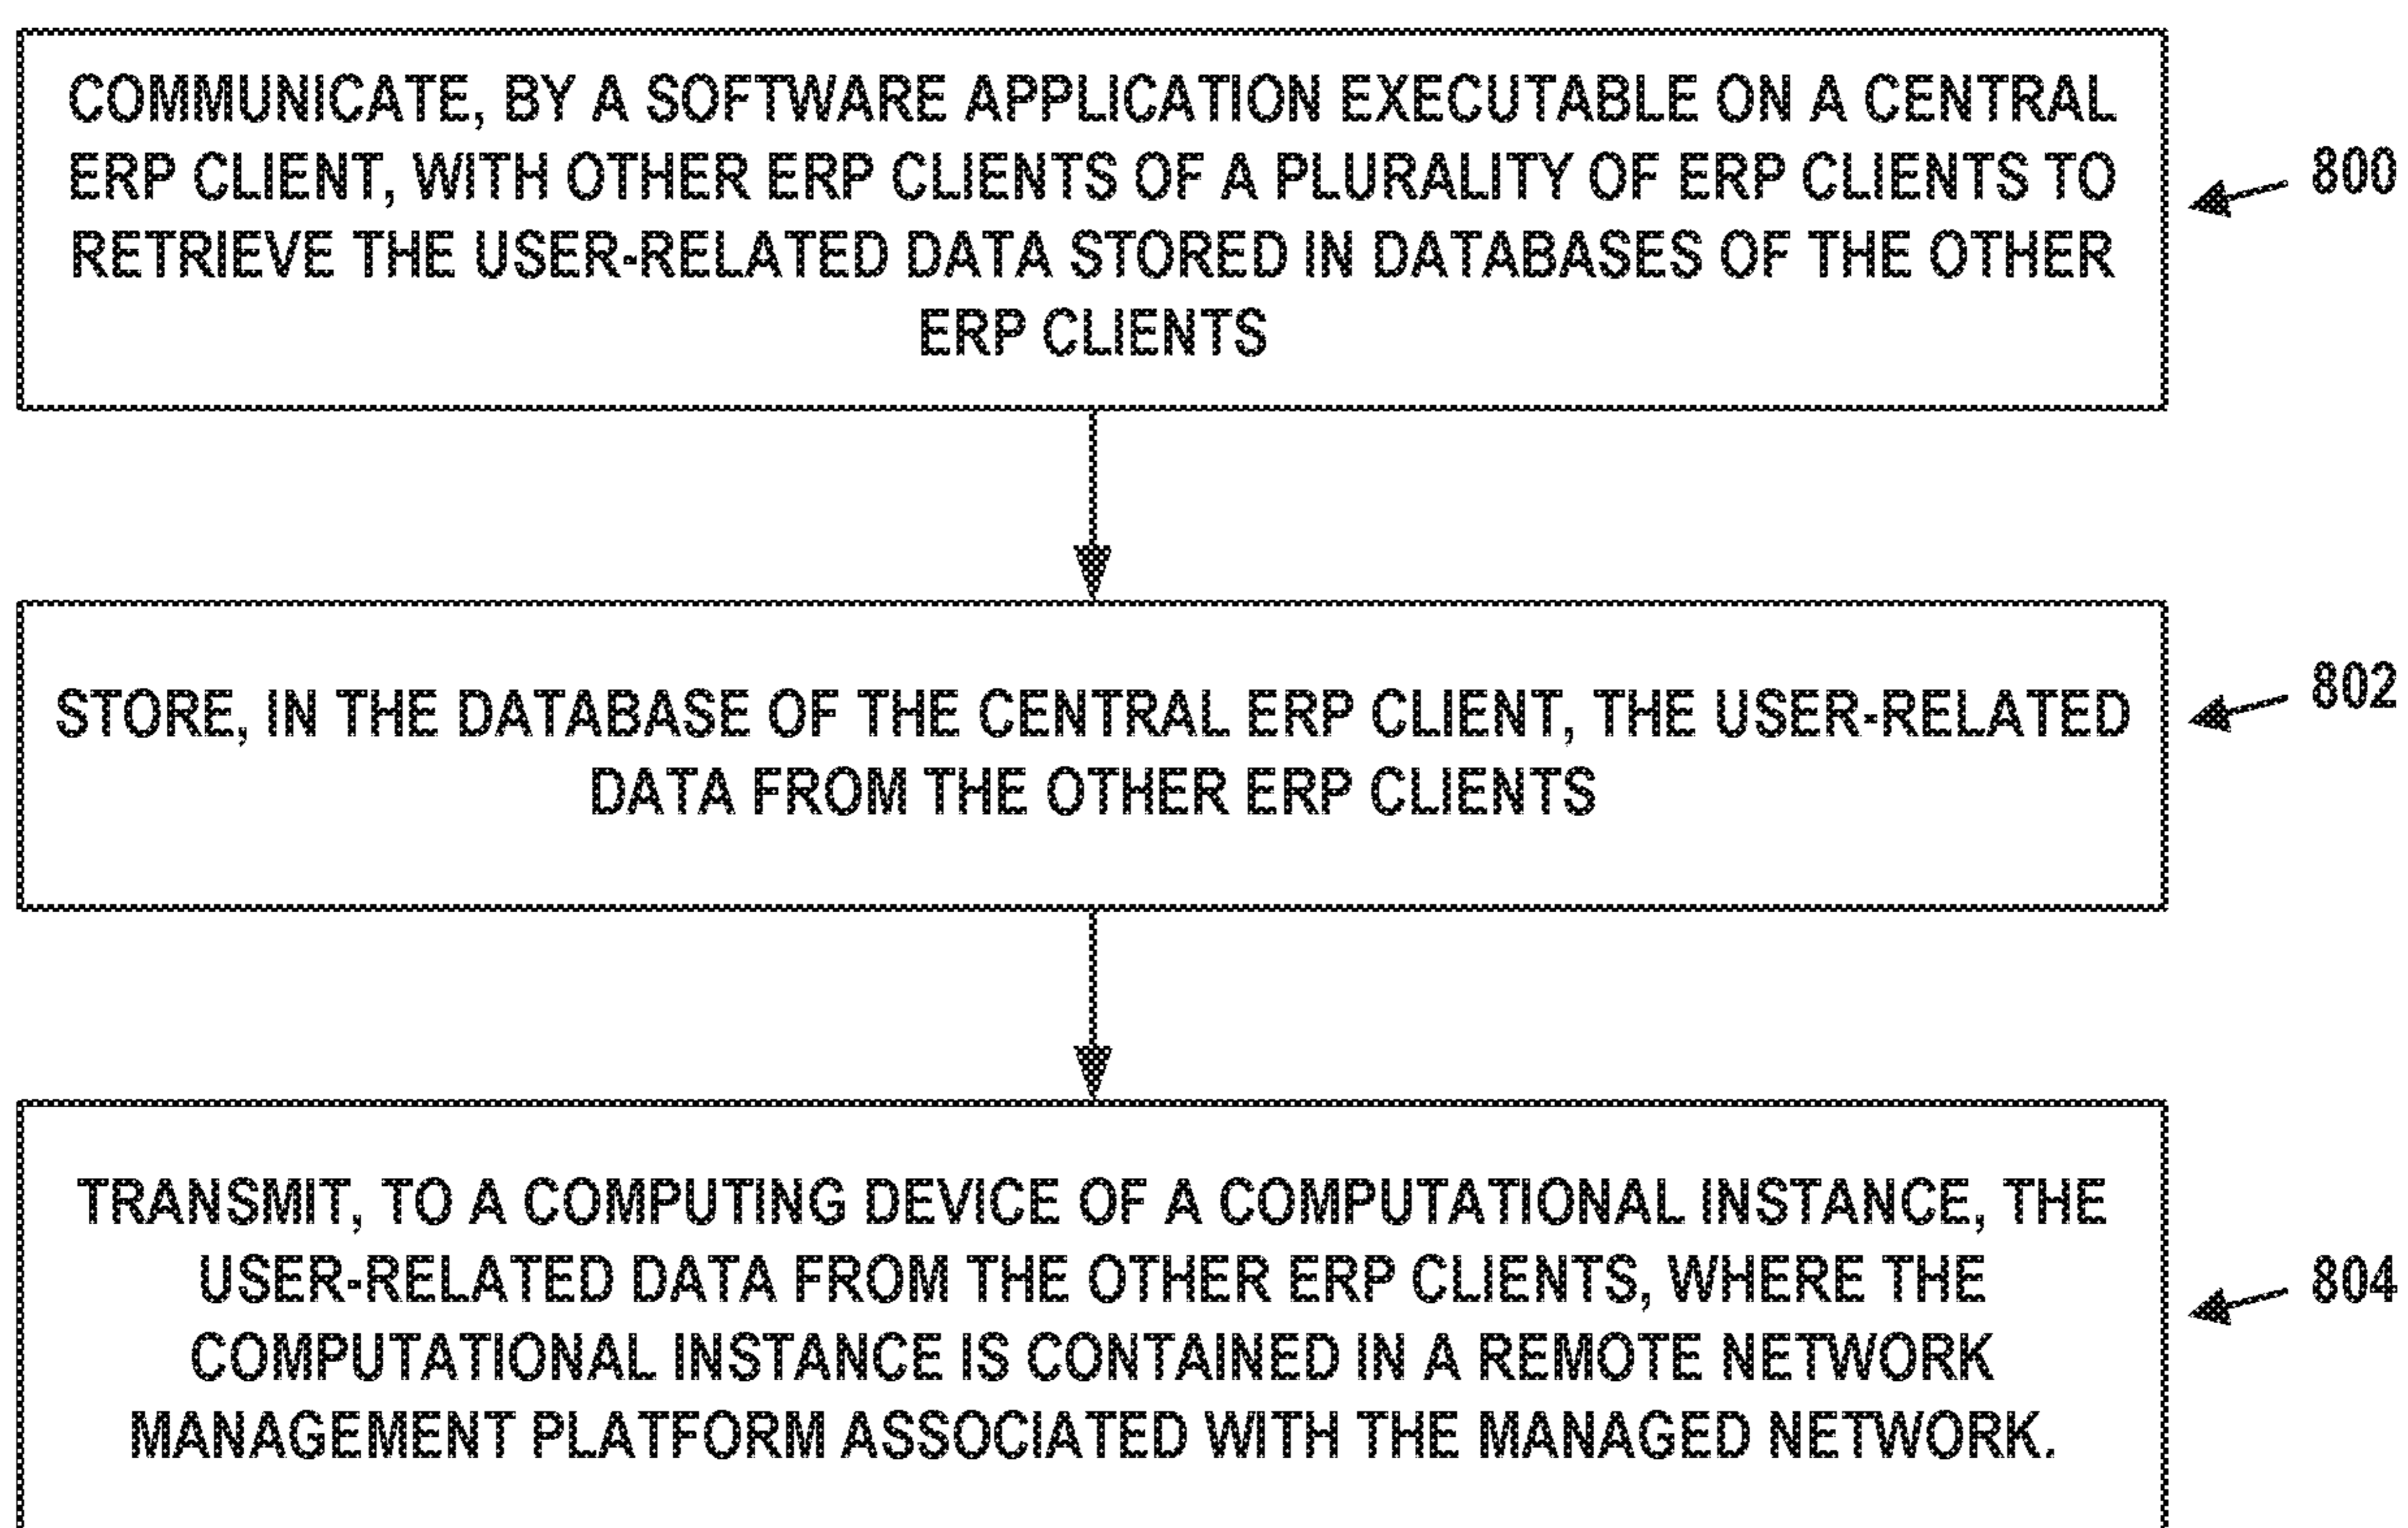 COMMUNICATE, BY A SOFTWARE APPLICATION EXECUTABLE ON A CENTRAL
ERP CLIENT, WITH OTHER ERP CLIENTS OF A PLURALITY OF ERP CLIENTS TO
RETRIEVE THE USER-RELATED DATA STORED IN DATABASES OF THE OTHER
ERP CLIENTS
800
STORE, IN THE DATABASE OF THE CENTRAL ERP CLIENT, THE USER-RELATED
DATA FROM THE OTHER ERP CLIENTS
802
TRANSMIT, TO A COMPUTING DEVICE OF A COMPUTATIONAL INSTANCE, THE
USER-RELATED DATA FROM THE OTHER ERP CLIENTS, WHERE THE
COMPUTATIONAL INSTANCE IS CONTAINED IN A REMOTE NETWORK
MANAGEMENT PLATFORM ASSOCIATED WITH THE MANAGED NETWORK.
804